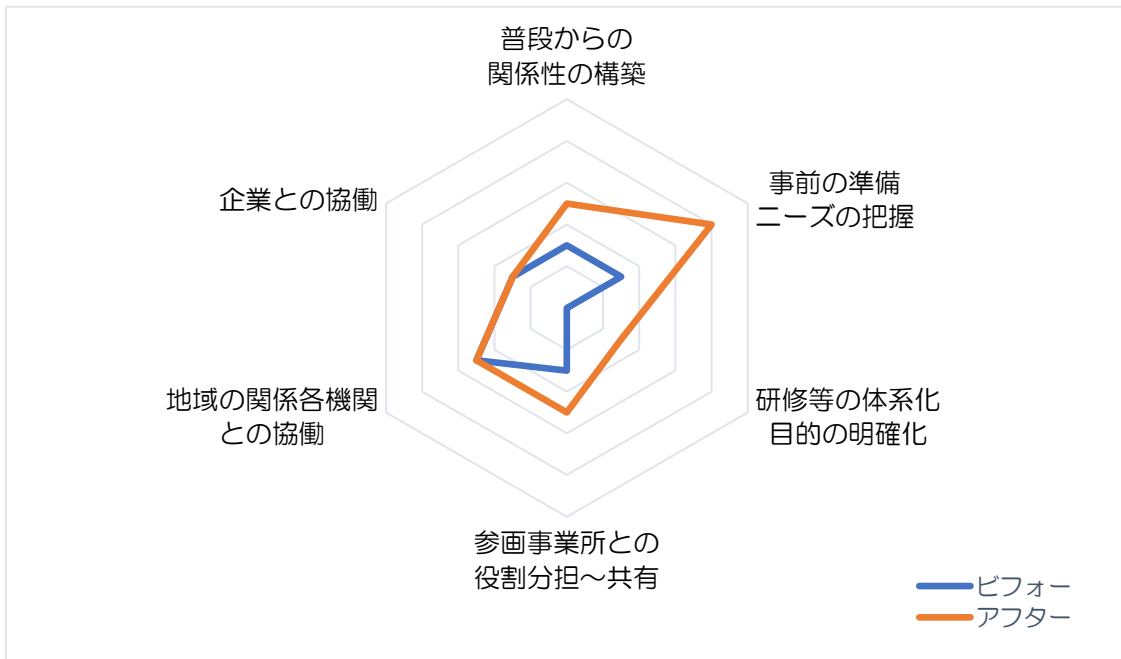 普段からの
関係性の構築
事前の準備
ニーズの把握
研修等の体系化
目的の明確化
参画事業所との
役割分担～共有
地域の関係各機関
との協働
企業との協働
ビフォー
アフター